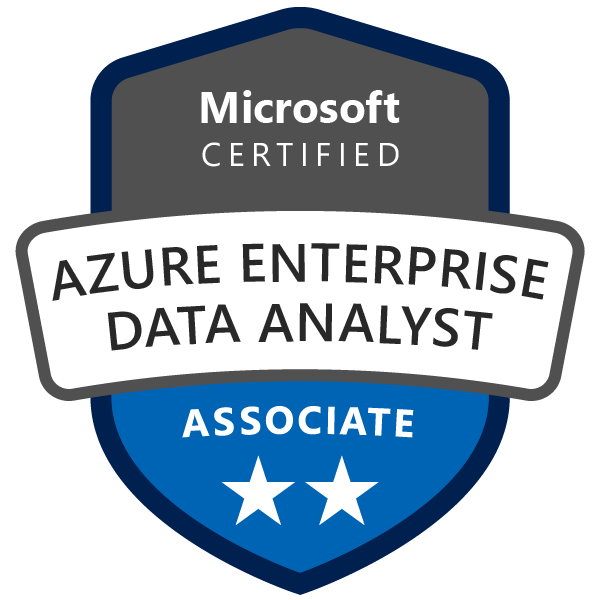 Microsoft
CERTIFIED
AZURE ENTERPRISE
DATA ANALYST
ASSOCIATE